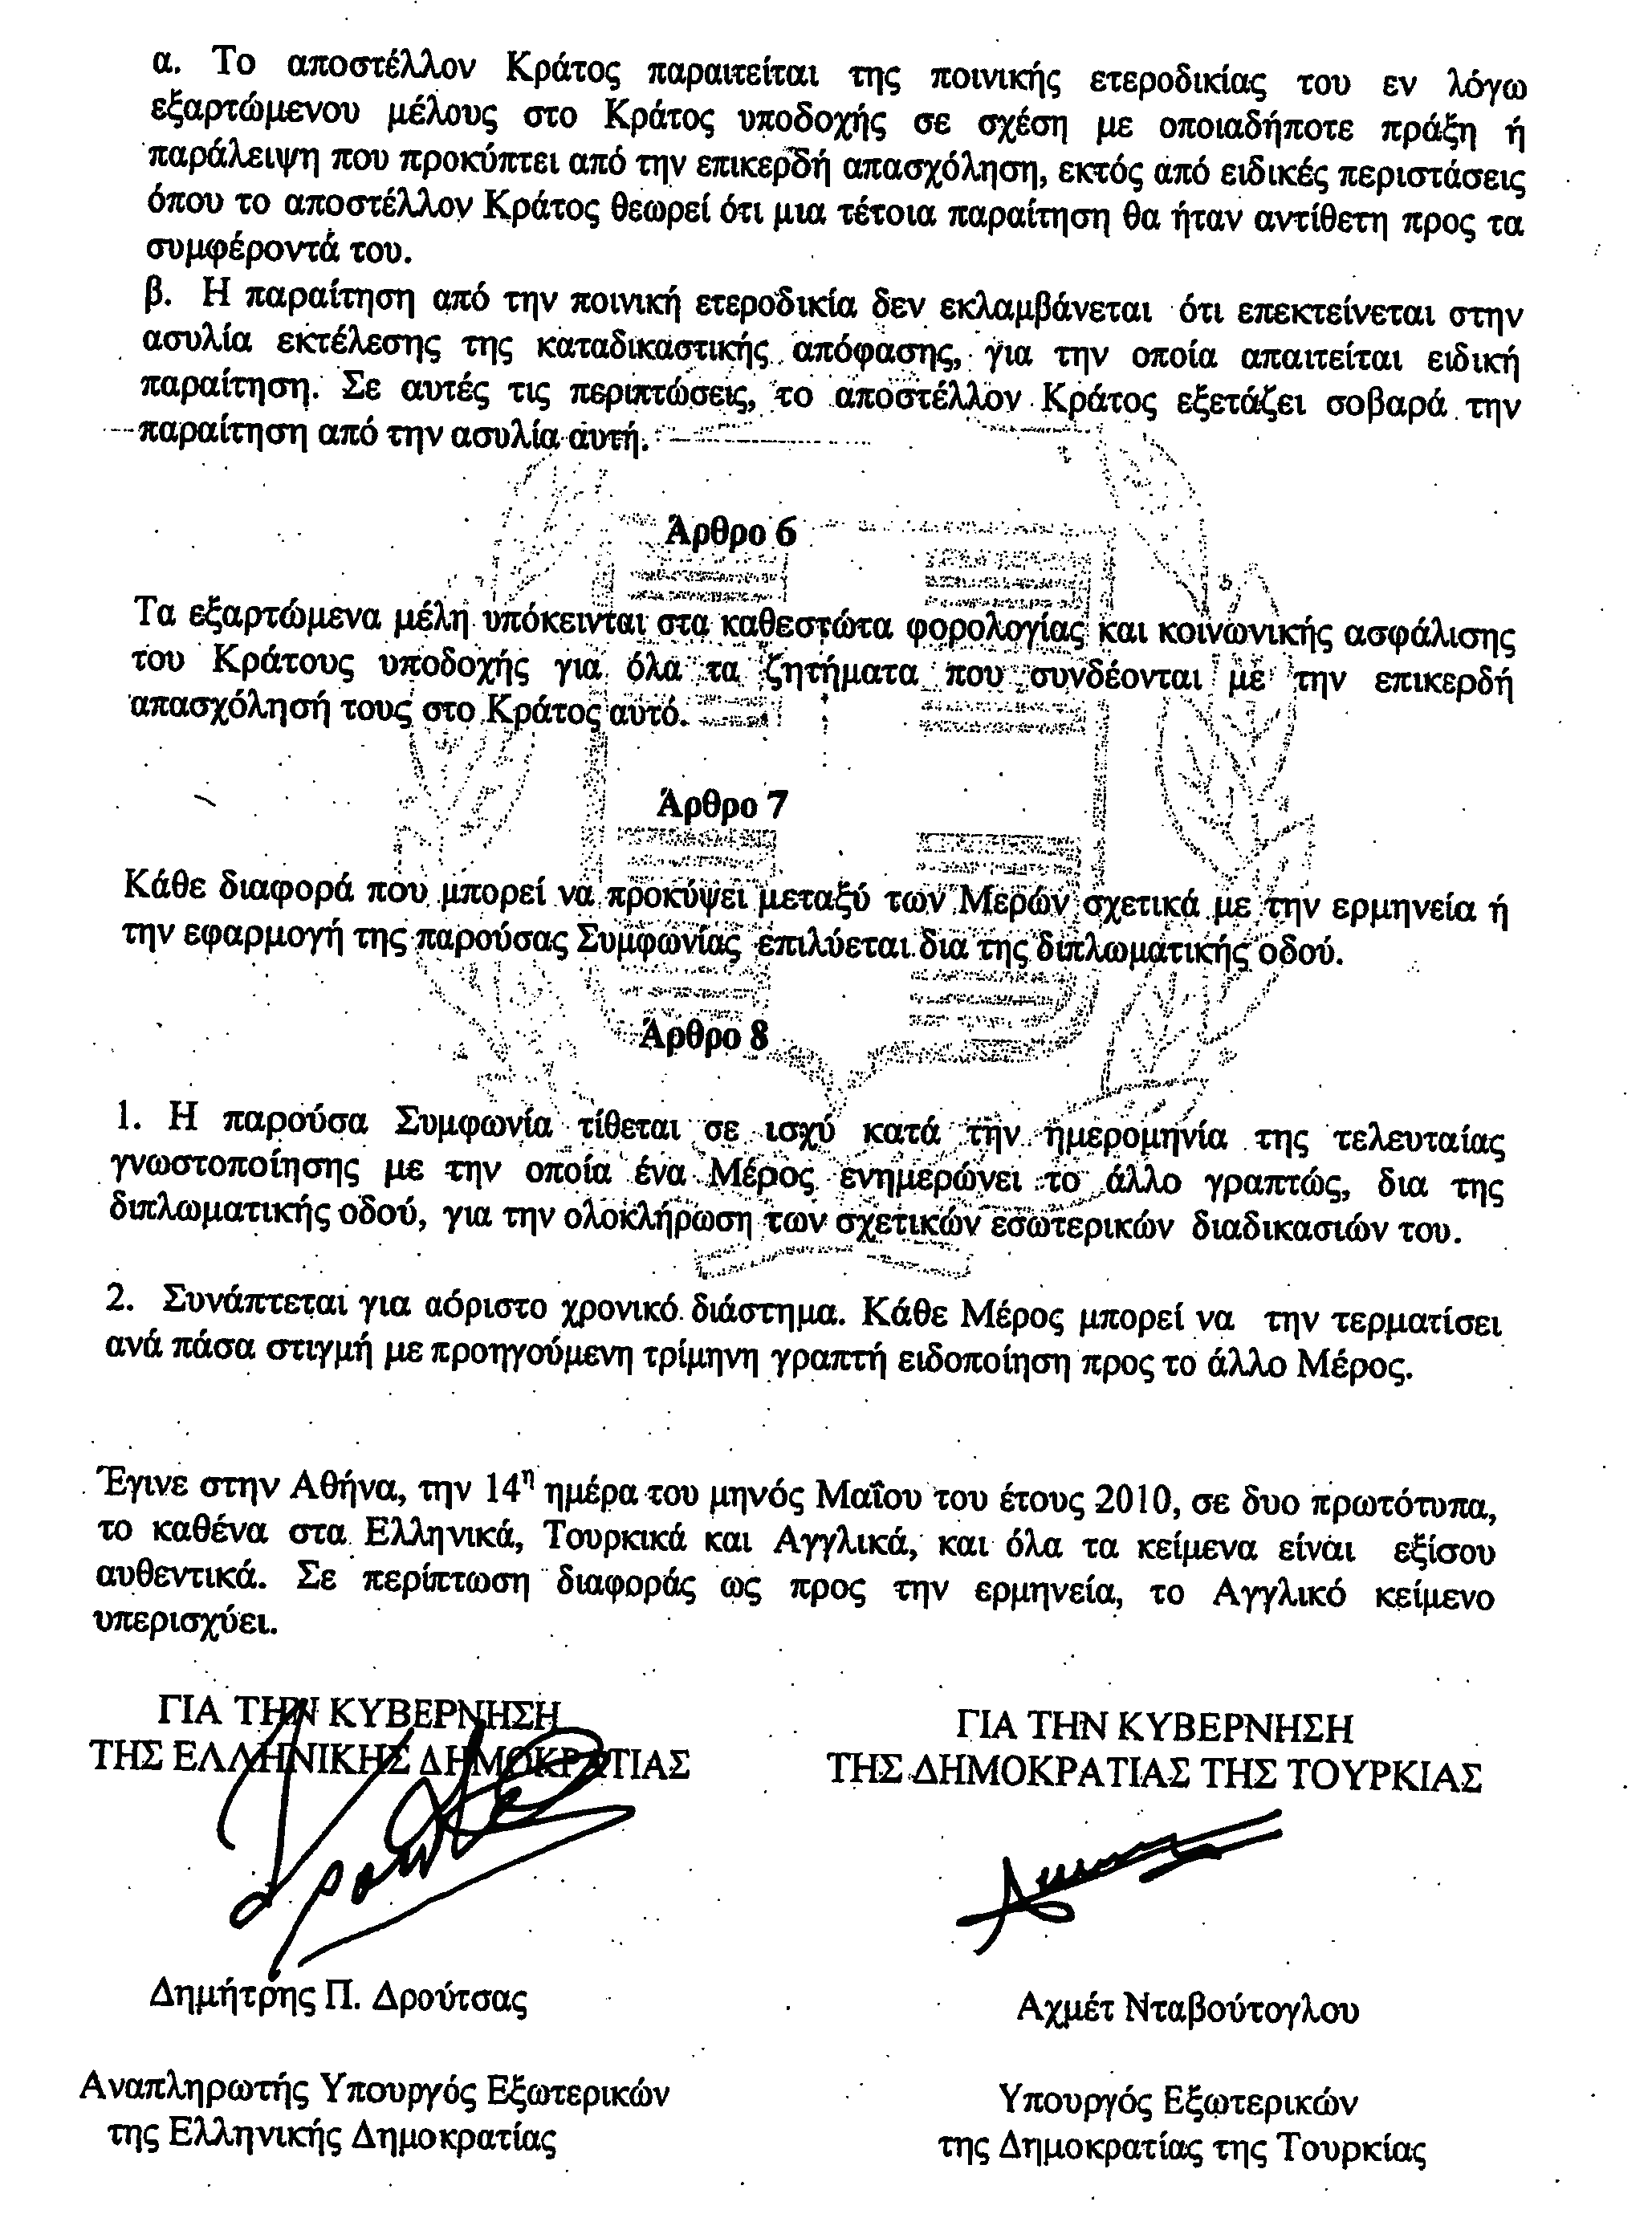 α. Το αποστέλλον Κράτος παραιτείται της ποινικής ετεροδικίας του εν λόγω
εξαρτώμενου μέλους στο Κράτος υποδοχής σε σχέση με οποιαδήποτε πράξη ή
παράλειψη που προκύπτει από την επικερδή απασχόληση, εκτός από ειδικές περιστάσεις
όπου το αποστέλλον Κράτος θεωρεί ότι μια τέτοια παραίτηση θα ήταν αντίθετη προς τα
συμφέροντά του.
β. Η παραίτηση από την ποινική ετεροδικία δεν εκλαμβάνεται ότι επεκτείνεται στην
ασυλία εκτέλεσης της καταδικαστικής απόφασης, για την οποία απαιτείται ειδική
παραίτηση. Σε αυτές τις περιπτώσεις, το αποστέλλον Κράτος εξετάζει σοβαρά την
παραίτηση από την ασυλία αυτή.
Άρθρο 6
Τα εξαρτώμενα μέλη υπόκεινται στα καθεστώτα φορολογίας και κοινωνικής ασφάλισης
του Κράτους υποδοχής για όλα τα ζητήματα που συνδέονται με την επικερδή
απασχόλησή τους στο Κράτος αυτό.
Άρθρο 7
Κάθε διαφορά που μπορεί να προκύψει μεταξύ των Μερών σχετικά με την ερμηνεία ή
την εφαρμογή της παρούσας Συμφωνίας επιλύεται δια της διπλωματικής οδού.
Άρθρο 8
1. Η παρούσα Συμφωνία τίθεται σε ισχύ κατά την ημερομηνία της τελευταίας
γνωστοποίησης με την οποία ένα Μέρος ενημερώνει το άλλο γραπτώς, δια της
διπλωματικής οδού, για την ολοκλήρωση των σχετικών εσωτερικών διαδικασιών του.
2. Συνάπτεται για αόριστο χρονικό διάστημα. Κάθε Μέρος μπορεί να την τερματίσει
ανά πάσα στιγμή με προηγούμενη τρίμηνη γραπτή ειδοποίηση προς το άλλο Μέρος.
Έγινε στην Αθήνα, την 14η ημέρα του μηνός Μαΐου του έτους 2010, σε δυο πρωτότυπα,
το καθένα στα Ελληνικά, Τουρκικά και Αγγλικά, και όλα τα κείμενα είναι εξίσου
αυθεντικά. Σε περίπτωση διαφοράς ως προς την ερμηνεία, το Αγγλικό κείμενο
υπερισχύει.
ΓΙΑ ΤΗΝ ΚΥΒΕΡΝΗΣΗ
ΤΗΣ ΕΛΛΗΝΙΚΗΣ ΔΗΜΟΚΡΑΤΙΑΣ
Δημήτρης Π. Δρούτσας
Αναπληρωτής Υπουργός Εξωτερικών
της Ελληνικής Δημοκρατίας
ΓΙΑ ΤΗΝ ΚΥΒΕΡΝΗΣΗ
ΤΗΣ ΔΗΜΟΚΡΑΤΙΑΣ ΤΗΣ ΤΟΥΡΚΙΑΣ
Αχμέτ Νταβούτογλου
Υπουργός Εξωτερικών
της Δημοκρατίας της Τουρκίας